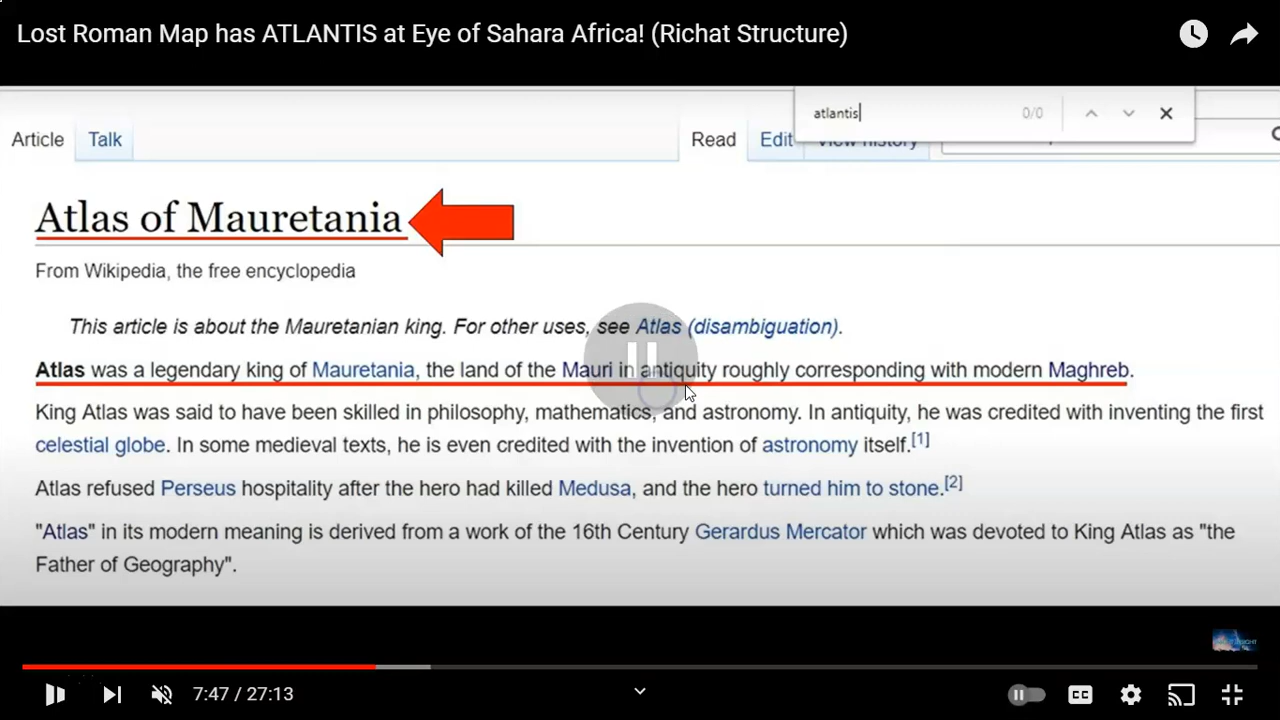 Lost Roman Map has ATLANTIS at Eye of Sahara Africa! (Richat Structure)
atlantis 0/0
Article Talk Read Edit View history
Atlas of Mauretania
From Wikipedia, the free encyclopedia
This article is about the Mauretanian king. For other uses, see Atlas (disambiguation).
Atlas was a legendary king of Mauretania, the land of the Mauri in antiquity roughly corresponding with modern Maghreb.
King Atlas was said to have been skilled in philosophy, mathematics, and astronomy. In antiquity, he was credited with inventing the first
celestial globe. In some medieval texts, he is even credited with the invention of astronomy itself.[1]
Atlas refused Perseus hospitality after the hero had killed Medusa, and the hero turned him to stone.[2]
"Atlas" in its modern meaning is derived from a work of the 16th Century Gerardus Mercator which was devoted to King Atlas as "the
Father of Geography".
7:47 / 27:13
CC